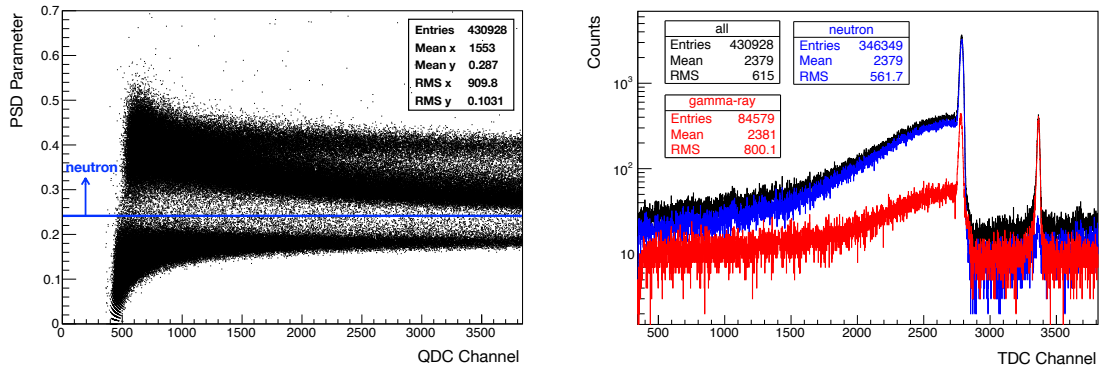 PSD Parameter
0.7
0.6
0.5
0.4
0.3
0.2
0.1
0
Entries 430928
Mean x 1553
Mean y 0.287
RMS x 909.8
RMS y 0.1031
neutron
0 500 1000 1500 2000 2500 3000 3500
QDC Channel
Counts
10³
10²
10
all
Entries 430928
Mean 2379
RMS 615
neutron
Entries 346349
Mean 2379
RMS 561.7
gamma-ray
Entries 84579
Mean 2381
RMS 800.1
500 1000 1500 2000 2500 3000 3500
TDC Channel